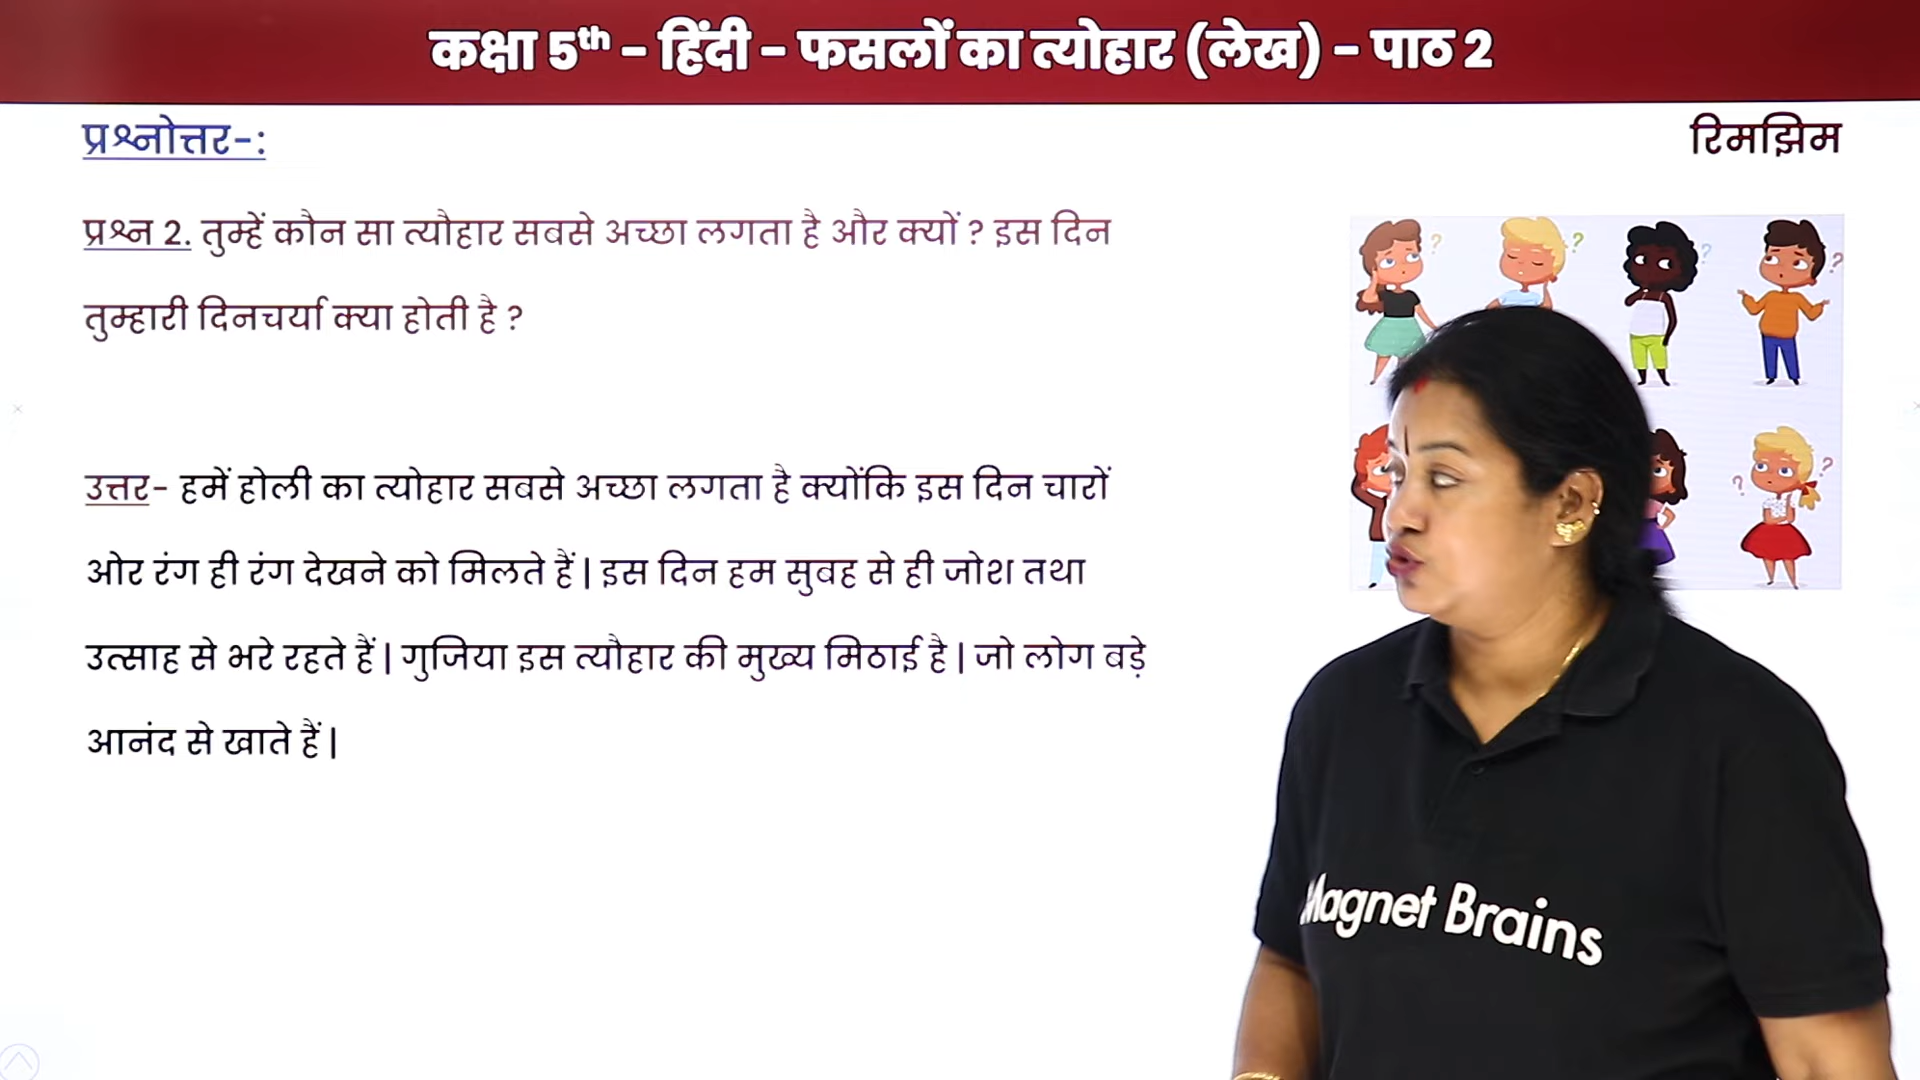 कक्षा 5th - हिंदी - फसलों का त्योहार (लेख) - पाठ 2
प्रश्नोत्तर-:
रिमझिम
प्रश्न 2. तुम्हें कौन सा त्यौहार सबसे अच्छा लगता है और क्यों ? इस दिन
तुम्हारी दिनचर्या क्या होती है ?
उत्तर- हमें होली का त्योहार सबसे अच्छा लगता है क्योंकि इस दिन चारों
ओर रंग ही रंग देखने को मिलते हैं | इस दिन हम सुबह से ही जोश तथा
उत्साह से भरे रहते हैं | गुजिया इस त्यौहार की मुख्य मिठाई है | जो लोग बड़े
आनंद से खाते हैं |
Magnet Brains